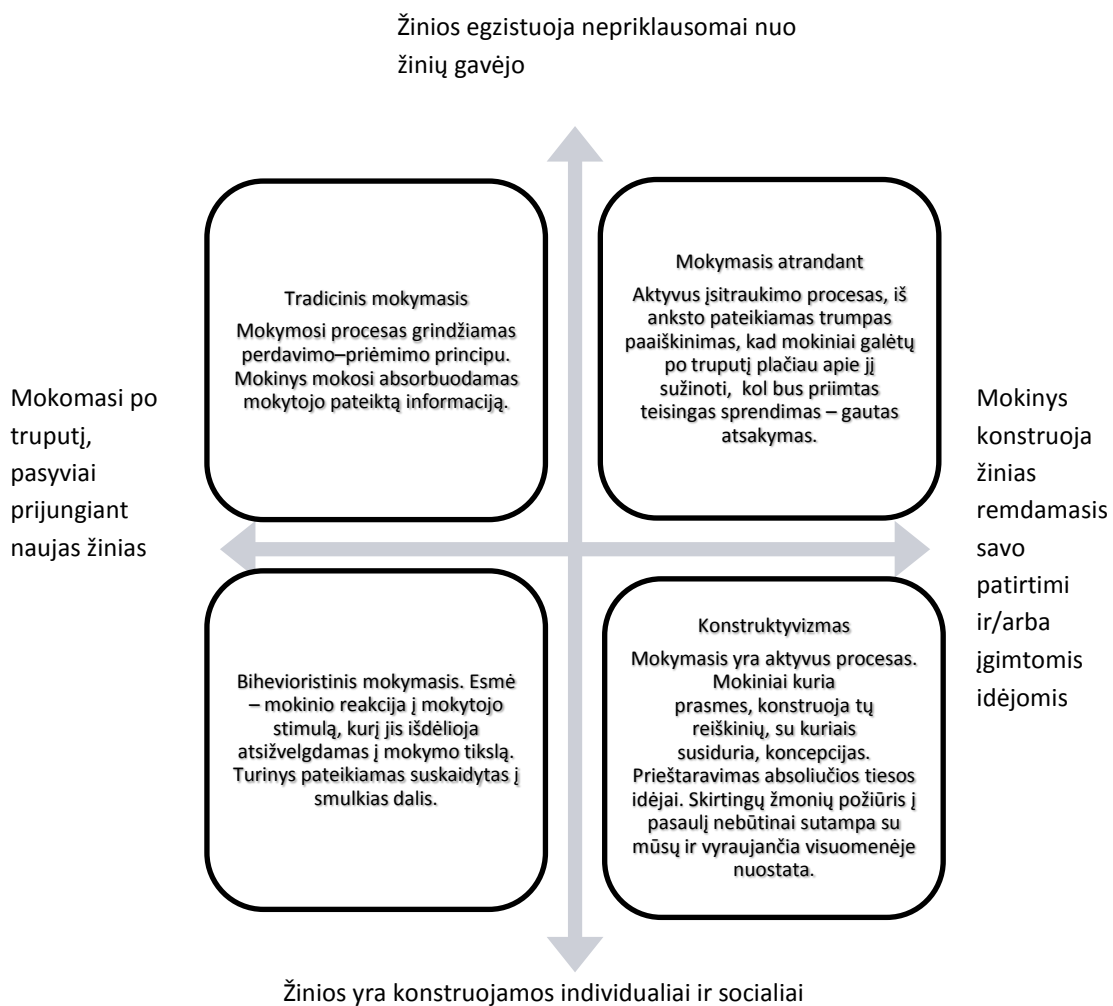 Žinios egzistuoja nepriklausomai nuo
žinių gavėjo
Tradicinis mokymasis
Mokymosi procesas grindžiamas
perdavimo–priėmimo principu.
Mokinys mokosi absorbuodamas
mokytojo pateiktą informaciją.
Mokymasis atrandant
Aktyvus įsitraukimo procesas, iš
anksto pateikiamas trumpas
paaiškinimas, kad mokiniai galėtų
po truputį plačiau apie jį
sužinoti, kol bus priimtas
teisingas sprendimas – gautas
atsakymas.
Mokomasi po
truputį,
pasyviai
prijungiant
naujas žinias
Mokinys
konstruoja
žinias
remdamasis
savo
patirtimi
ir/arba
įgimtomis
idėjomis
Bihevioristinis mokymasis. Esmė
– mokinio reakcija į mokytojo
stimulą, kurį jis išdėlioja
atsižvelgdamas į mokymo tikslą.
Turinys pateikiamas suskaidytas į
smulkias dalis.
Konstruktyvizmas
Mokymasis yra aktyvus procesas.
Mokiniai kuria
prasmes, konstruoja tų
reiškinių, su kuriais
susiduria, koncepcijas.
Prieštaravimas absoliučios tiesos
idėjai. Skirtingų žmonių požiūris į
pasaulį nebūtinai sutampa su
mūsų ir vyraujančia visuomenėje
nuostata.
Žinios yra konstruojamos individualiai ir socialiai